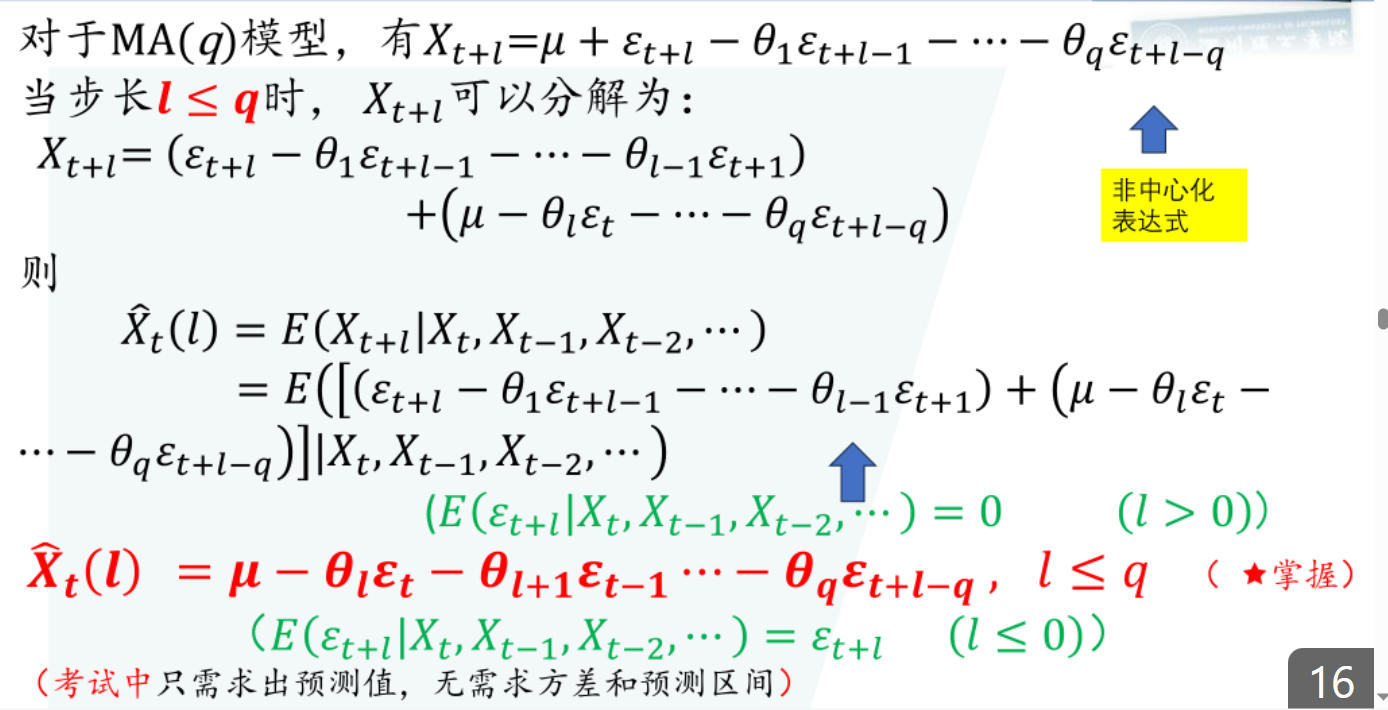 对于MA(q)模型，有X_{t+l}=μ + ε_{t+l} − θ_1ε_{t+l−1} − ⋯ − θ_qε_{t+l−q}
当步长l ≤ q时， X_{t+l}可以分解为：
X_{t+l}= (ε_{t+l} − θ_1ε_{t+l−1} − ⋯ − θ_{l−1}ε_{t+1})
+(μ − θ_lε_t − ⋯ − θ_qε_{t+l−q})
非中心化
表达式
则
X̂_t(l) = E(X_{t+l}|X_t, X_{t−1}, X_{t−2}, ⋯ )
= E([(ε_{t+l} − θ_1ε_{t+l−1} − ⋯ − θ_{l−1}ε_{t+1}) + (μ − θ_lε_t −
⋯ − θ_qε_{t+l−q})]|X_t, X_{t−1}, X_{t−2}, ⋯ )
(E(ε_{t+l}|X_t, X_{t−1}, X_{t−2}, ⋯ ) = 0 (l > 0)）
X̂_t(l) = μ − θ_lε_t − θ_{l+1}ε_{t−1} ⋯ − θ_qε_{t+l−q}, l ≤ q （ ★掌握）
（E(ε_{t+l}|X_t, X_{t−1}, X_{t−2}, ⋯ ) = ε_{t+l} (l ≤ 0)）
（考试中只需求出预测值，无需求方差和预测区间）
16